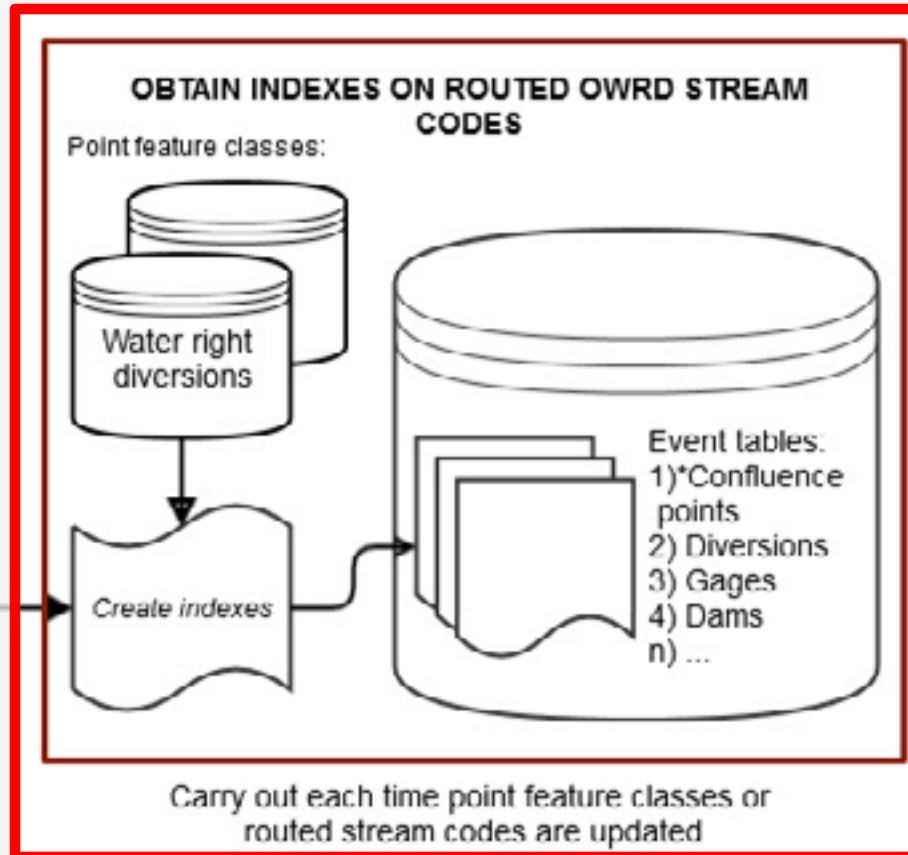 OBTAIN INDEXES ON ROUTED OWRD STREAM
CODES
Point feature classes:
Water right
diversions
Create indexes
Event tables:
1)*Confluence
points
2) Diversions
3) Gages
4) Dams
n) ...
Carry out each time point feature classes or
routed stream codes are updated